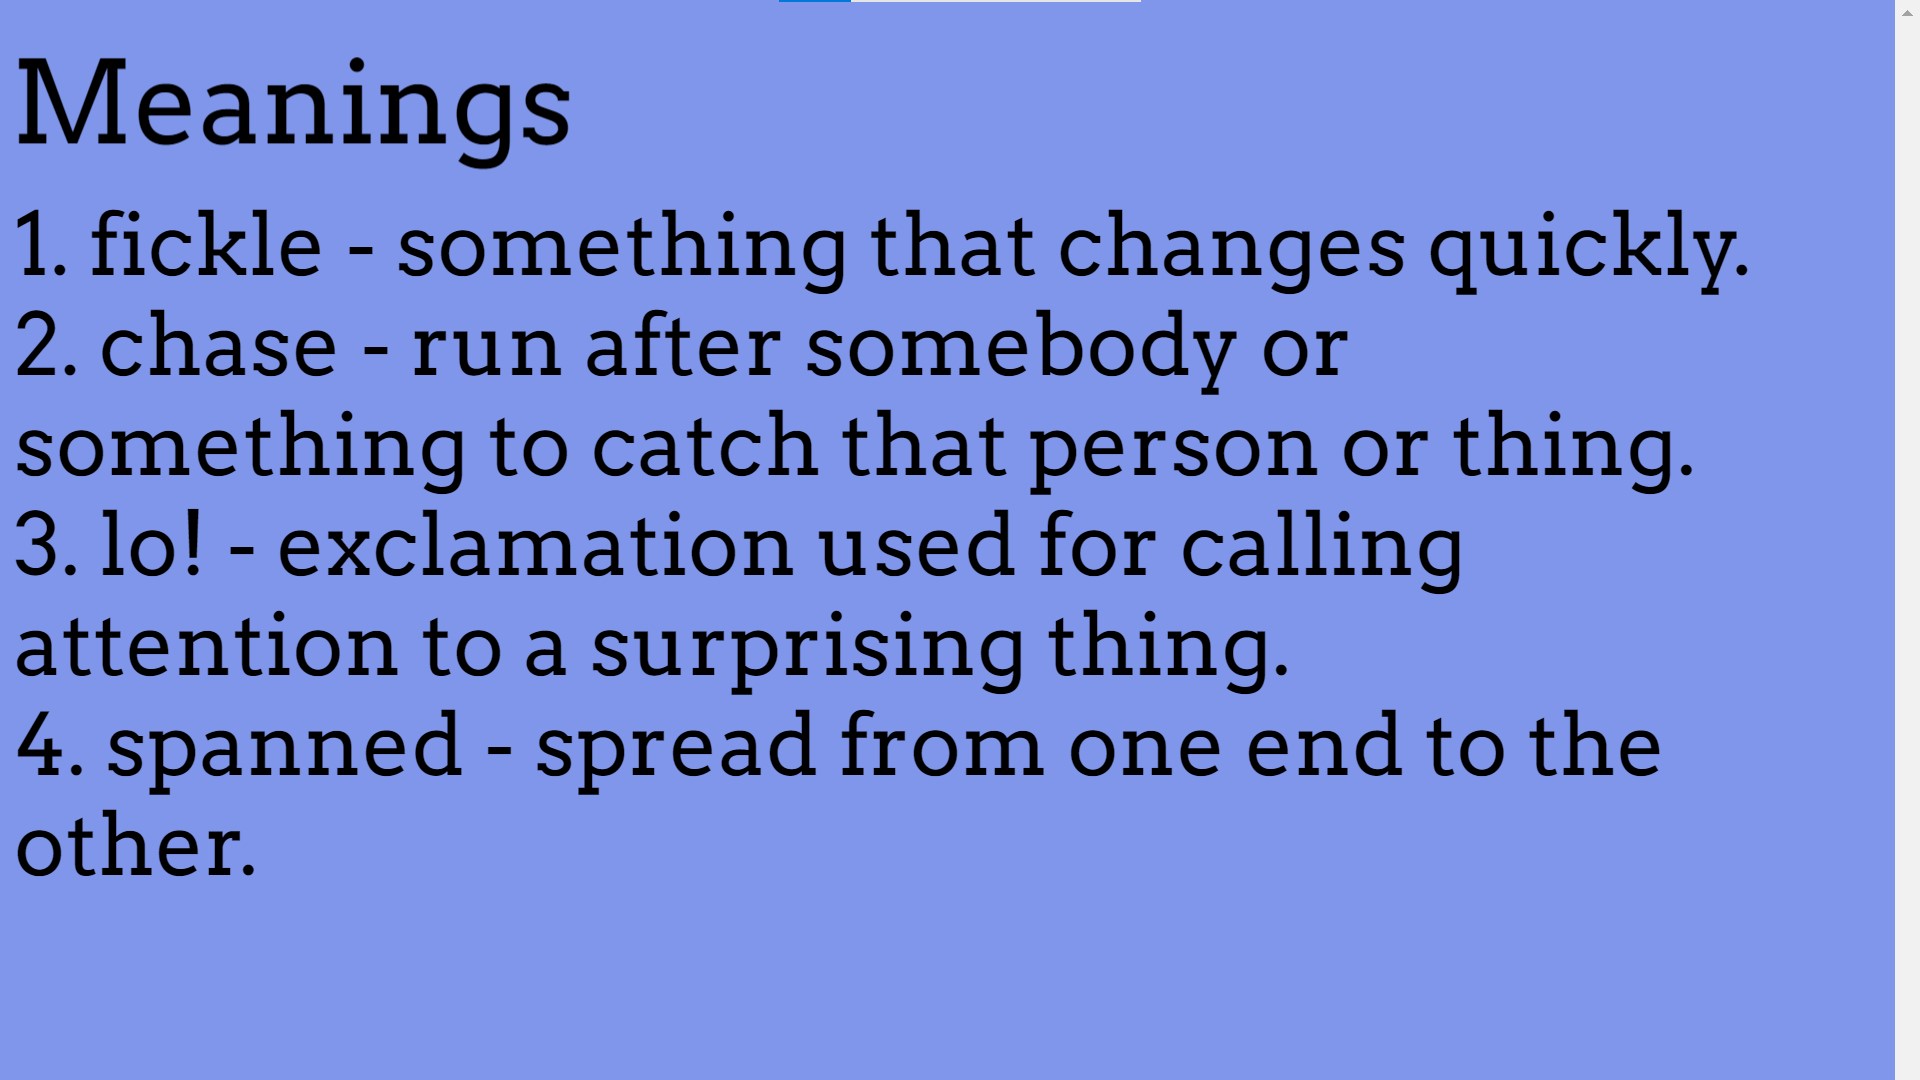 Meanings
1. fickle - something that changes quickly.
2. chase - run after somebody or
something to catch that person or thing.
3. lo! - exclamation used for calling
attention to a surprising thing.
4. spanned - spread from one end to the
other.